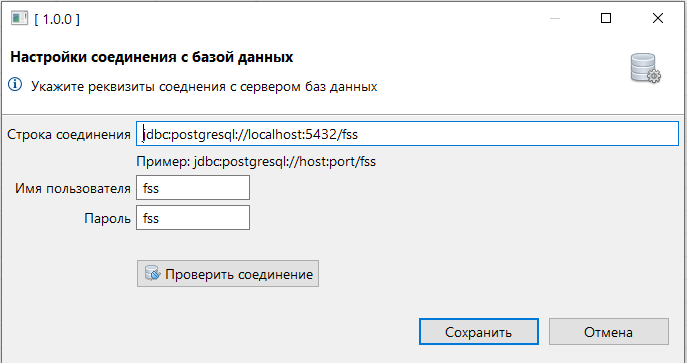 [ 1.0.0 ]
Настройки соединения с базой данных
Укажите реквизиты соеднения с сервером баз данных
Строка соединения jdbc:postgresql://localhost:5432/fss
Пример: jdbc:postgresql://host:port/fss
Имя пользователя fss
Пароль fss
Проверить соединение
Сохранить Отмена